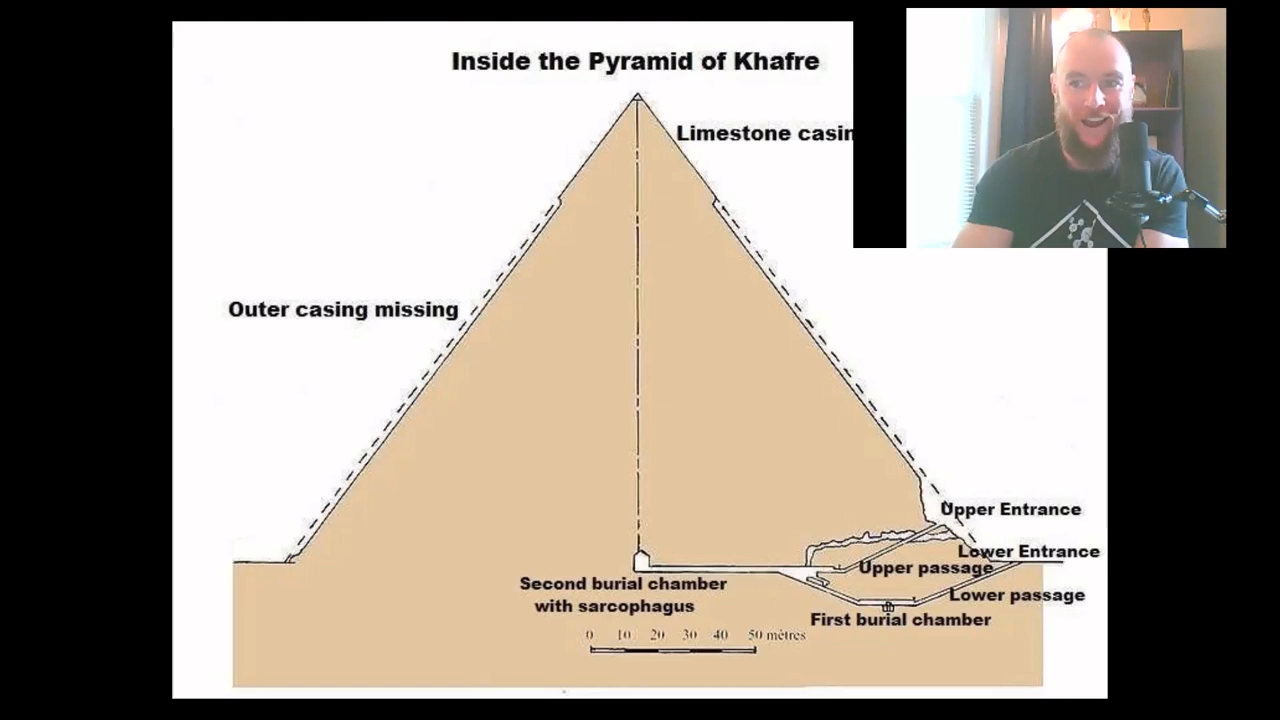 Inside the Pyramid of Khafre
Limestone casin
Outer casing missing
Upper Entrance
Lower Entrance
Upper passage
Second burial chamber
with sarcophagus
Lower passage
First burial chamber
0 10 20 30 40 50 mètres